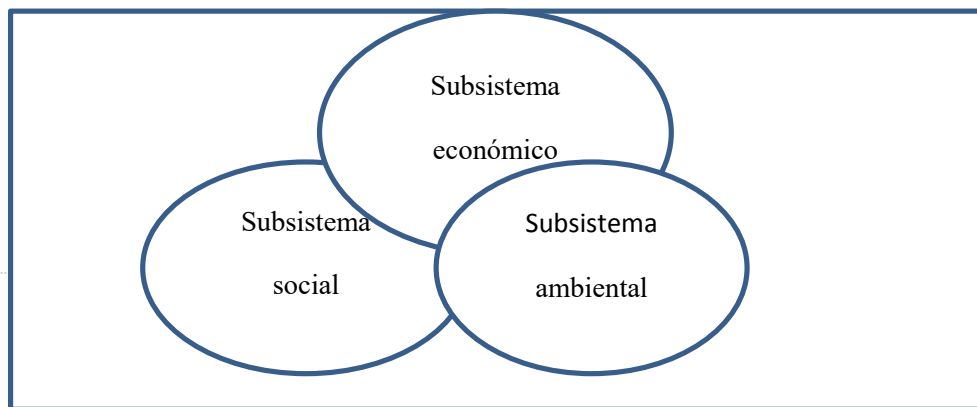 Subsistema
económico
Subsistema
social
Subsistema
ambiental